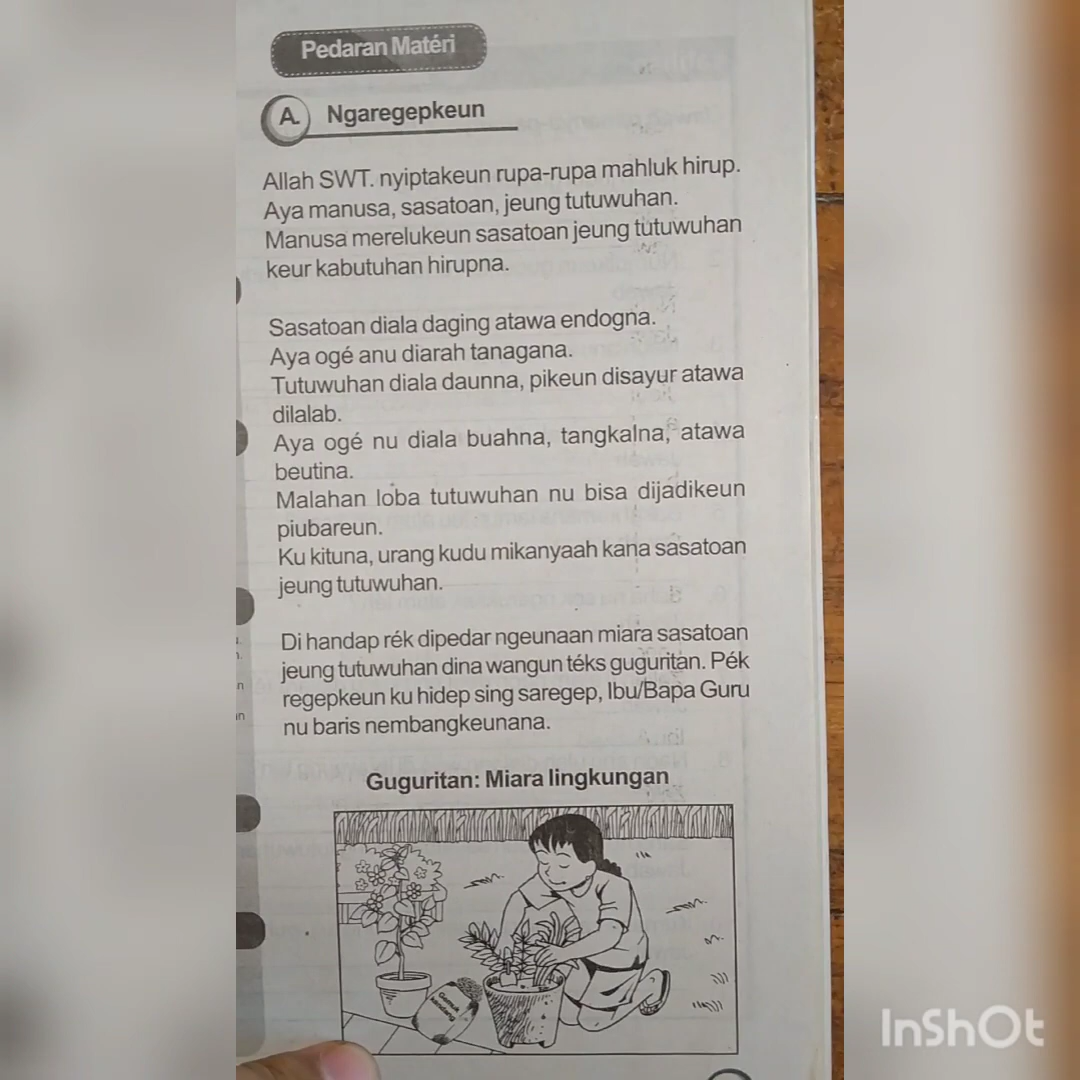 Pedaran Matéri
A. Ngaregepkeun
Allah SWT. nyiptakeun rupa-rupa mahluk hirup.
Aya manusa, sasatoan, jeung tutuwuhan.
Manusa merelukeun sasatoan jeung tutuwuhan
keur kabutuhan hirupna.
Sasatoan diala daging atawa endogna.
Aya ogé anu diarah tanagana.
Tutuwuhan diala daunna, pikeun disayur atawa
dilalab.
Aya ogé nu diala buahna, tangkalna, atawa
beutina.
Malahan loba tutuwuhan nu bisa dijadikeun
piubareun.
Ku kituna, urang kudu mikanyaah kana sasatoan
jeung tutuwuhan.
Di handap rék dipedar ngeunaan miara sasatoan
jeung tutuwuhan dina wangun téks guguritan. Pék
regepkeun ku hidep sing saregep, Ibu/Bapa Guru
nu baris nembangkeunana.
Guguritan: Miara lingkungan
Gemuk
kandang
InShOt